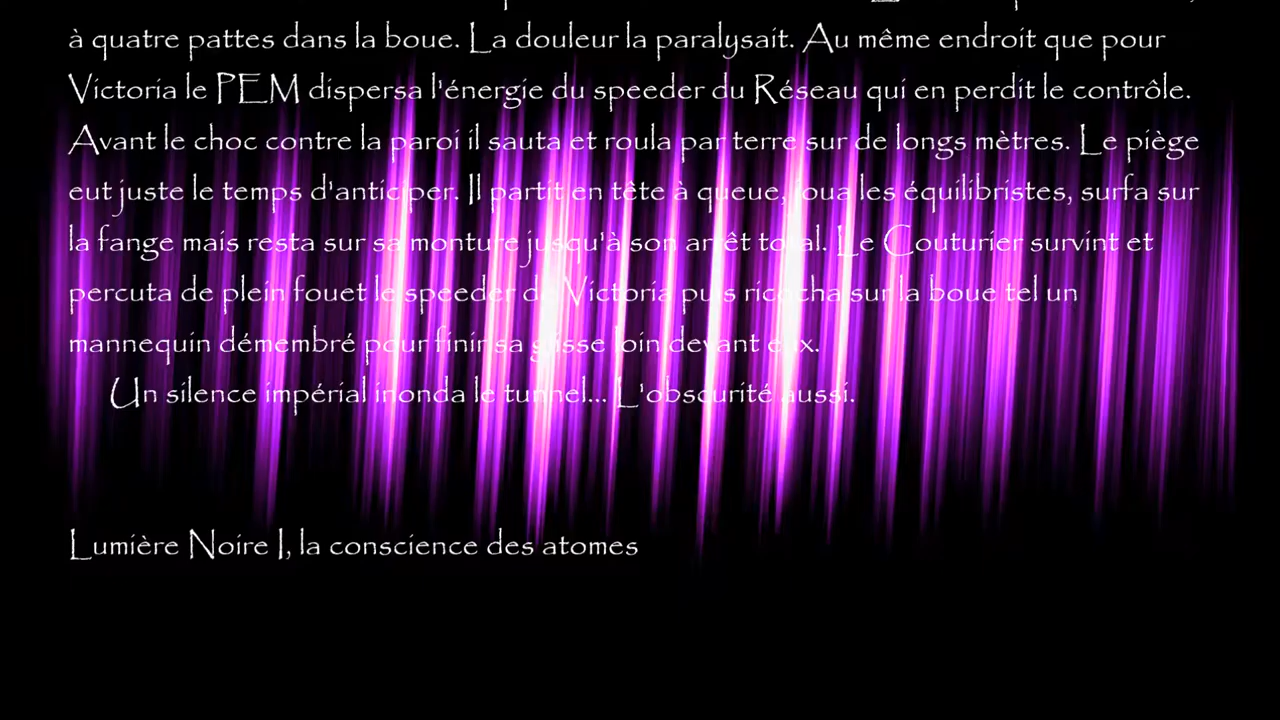 à quatre pattes dans la boue. La douleur la paralysait. Au même endroit que pour
Victoria le PEM dispersa l'énergie du speeder du Réseau qui en perdit le contrôle.
Avant le choc contre la paroi il sauta et roula par terre sur de longs mètres. Le piège
eut juste le temps d'anticiper. Il partit en tête à queue, joua les équilibristes, surfa sur
la fange mais resta sur sa monture jusqu'à son arrêt total. Le Couturier survint et
percuta de plein fouet le speeder de Victoria puis ricocha sur la boue tel un
mannequin démembré pour finir sa glisse loin devant eux.
Un silence impérial inonda le tunnel... L'obscurité aussi.
Lumière Noire I, la conscience des atomes